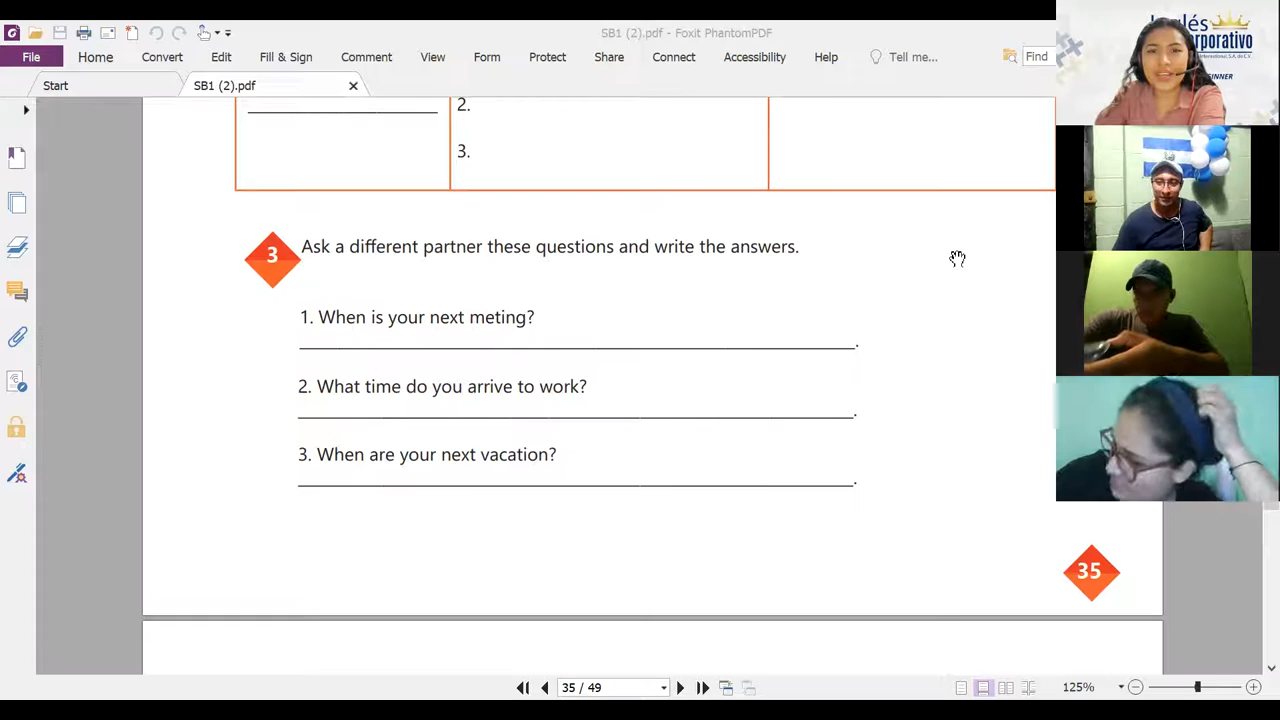 SB1 (2).pdf - Foxit PhantomPDF
File Home Convert Edit Fill & Sign Comment View Form Protect Share Connect Accessibility Help Tell me... Find
Start SB1 (2).pdf
2.
3.
3 Ask a different partner these questions and write the answers.
1. When is your next meting?
2. What time do you arrive to work?
3. When are your next vacation?
35
35 / 49
125%